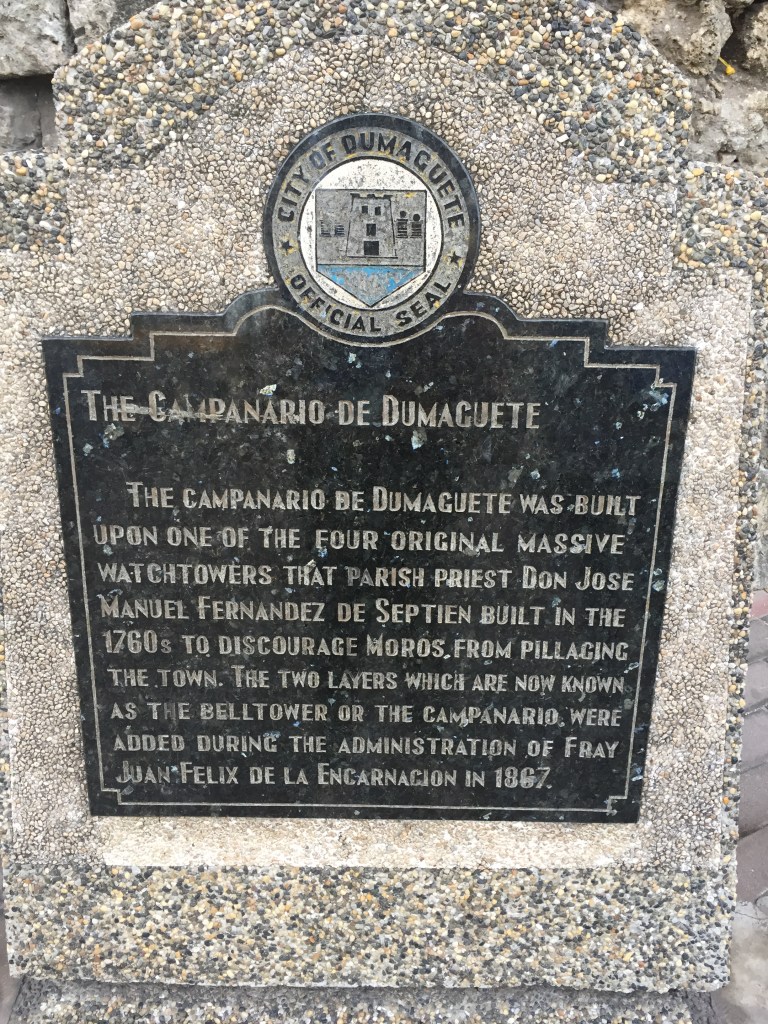 CITY OF DUMAGUETE
OFFICIAL SEAL
THE CAMPANARIO DE DUMAGUETE
THE CAMPANARIO DE DUMAGUETE WAS BUILT
UPON ONE OF THE FOUR ORIGINAL MASSIVE
WATCHTOWERS THAT PARISH PRIEST DON JOSE
MANUEL FERNANDEZ DE SEPTIEN BUILT IN THE
1760s TO DISCOURAGE MOROS FROM PILLAGING
THE TOWN. THE TWO LAYERS WHICH ARE NOW KNOWN
AS THE BELLTOWER OR THE CAMPANARIO, WERE
ADDED DURING THE ADMINISTRATION OF FRAY
JUAN FELIX DE LA ENCARNACION IN 1867.